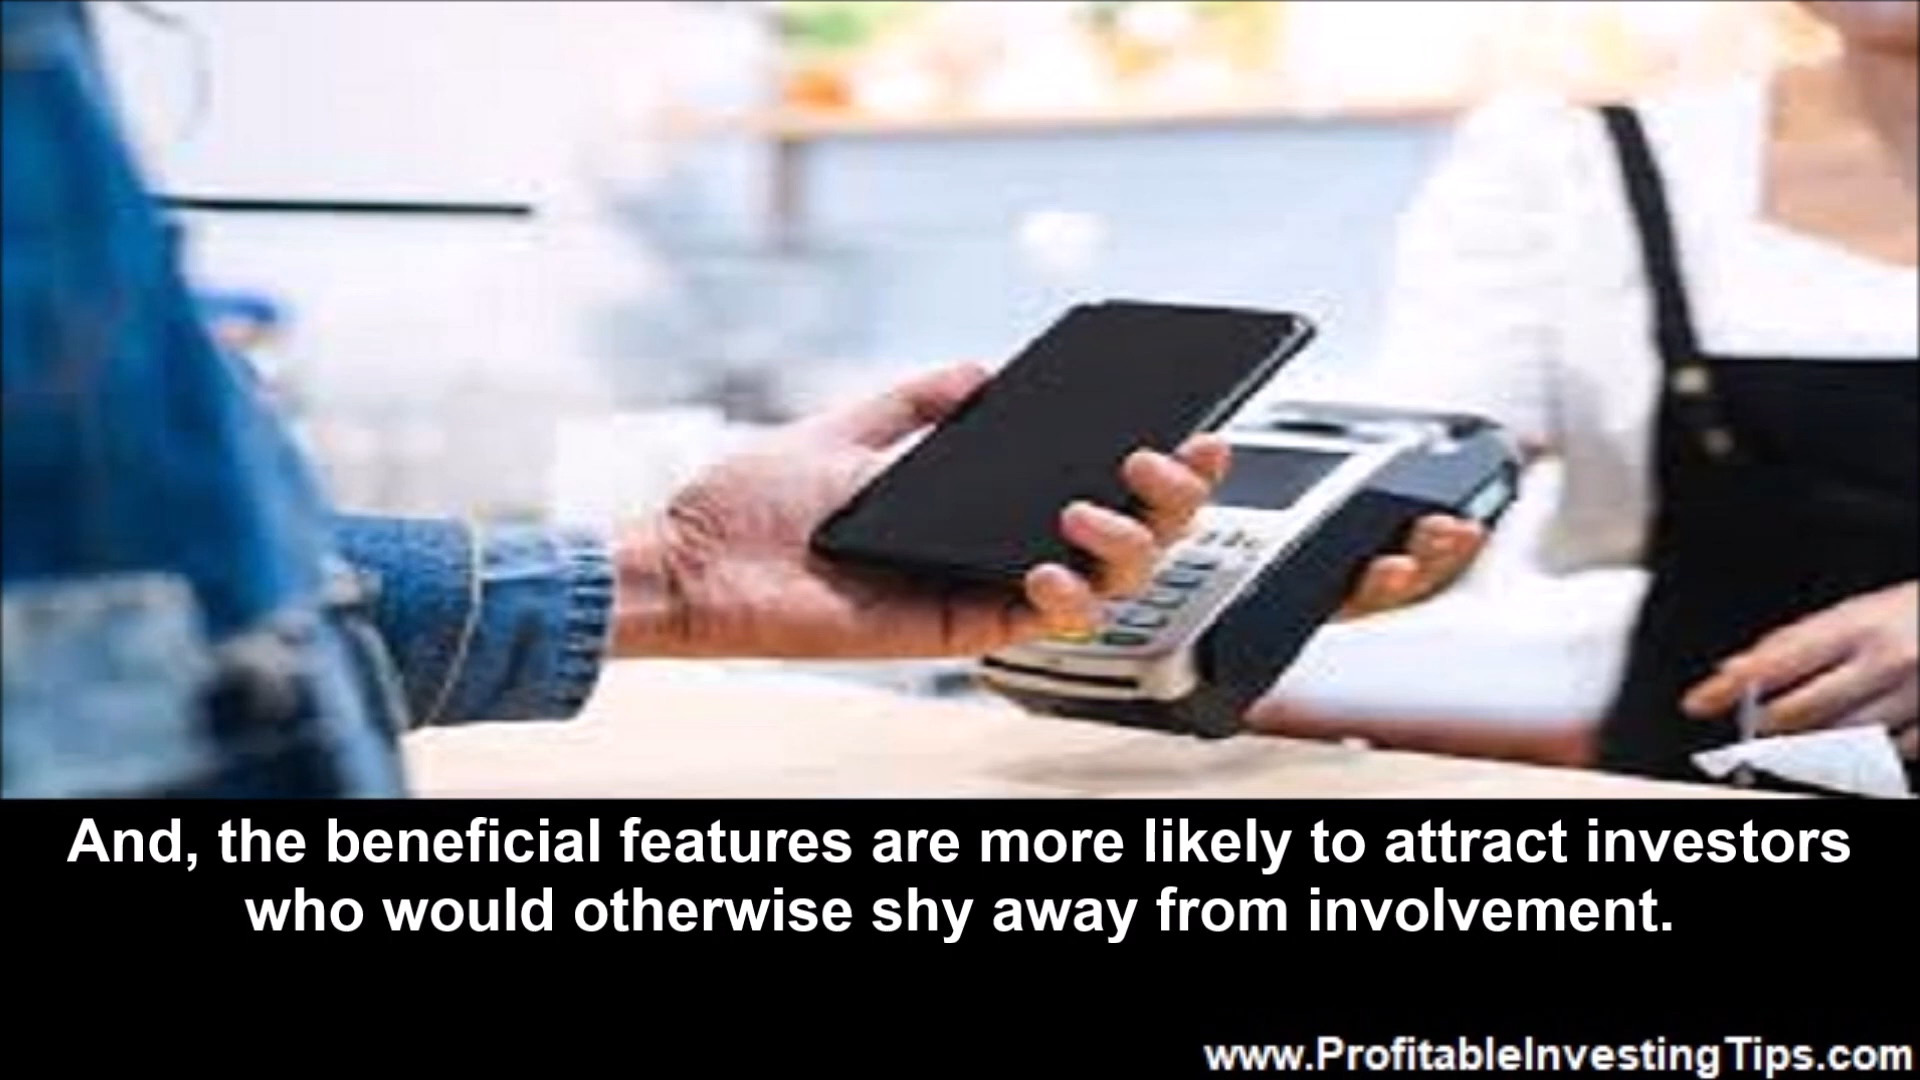 And, the beneficial features are more likely to attract investors
who would otherwise shy away from involvement.
www.ProfitableInvestingTips.com